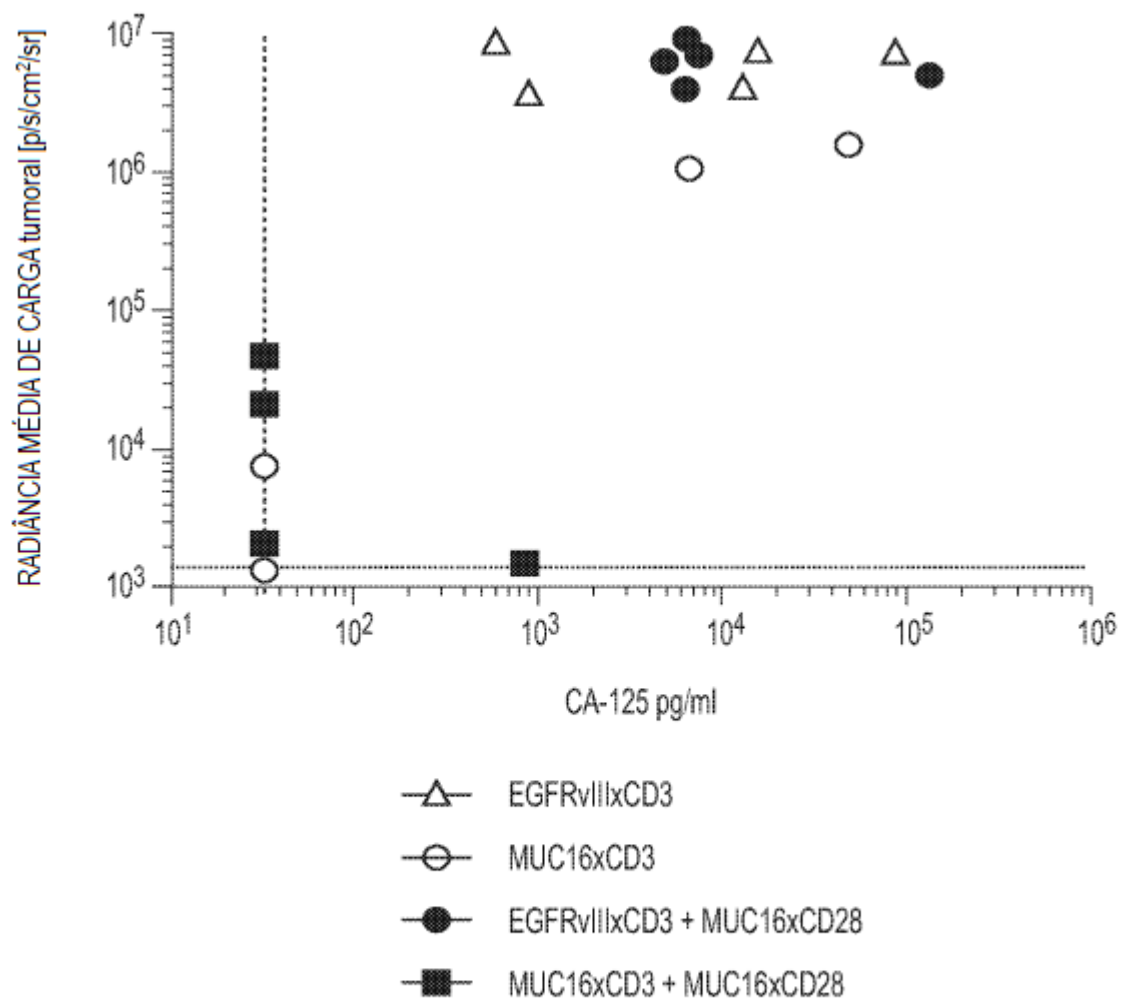 RADIÂNCIA MÉDIA DE CARGA tumoral [p/s/cm²/sr]
10⁷
10⁶
10⁵
10⁴
10³
10¹ 10² 10³ 10⁴ 10⁵ 10⁶
CA-125 pg/ml
EGFRvIIIxCD3
MUC16xCD3
EGFRvIIIxCD3 + MUC16xCD28
MUC16xCD3 + MUC16xCD28